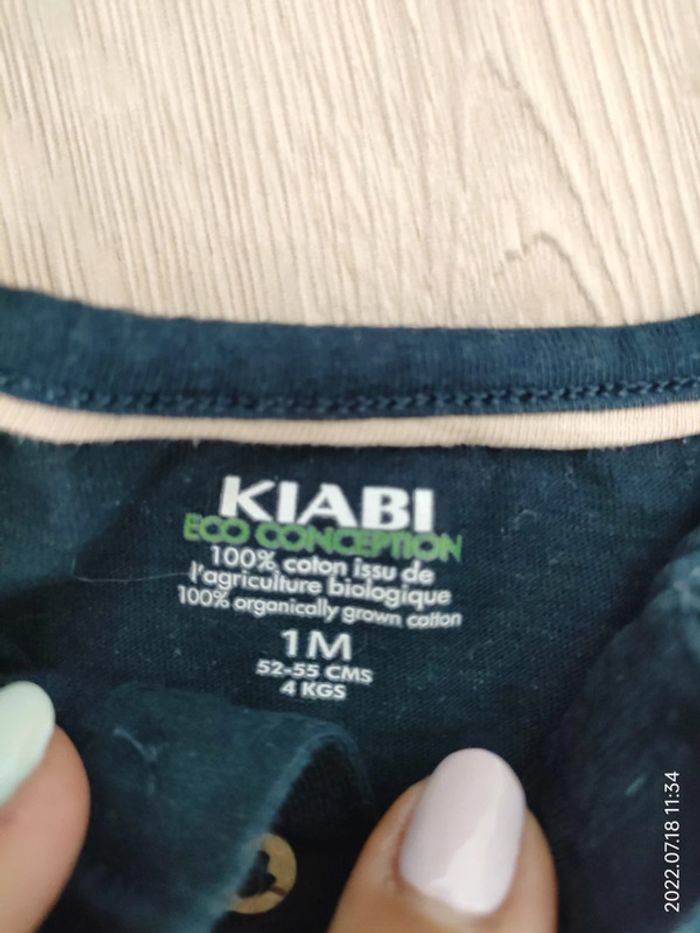 KIABI
ECO CONCEPTION
100% coton issu de
l'agriculture biologique
100% organically grown cotton
1M
52-55 CMS
4 KGS
2022.07.18 11:34